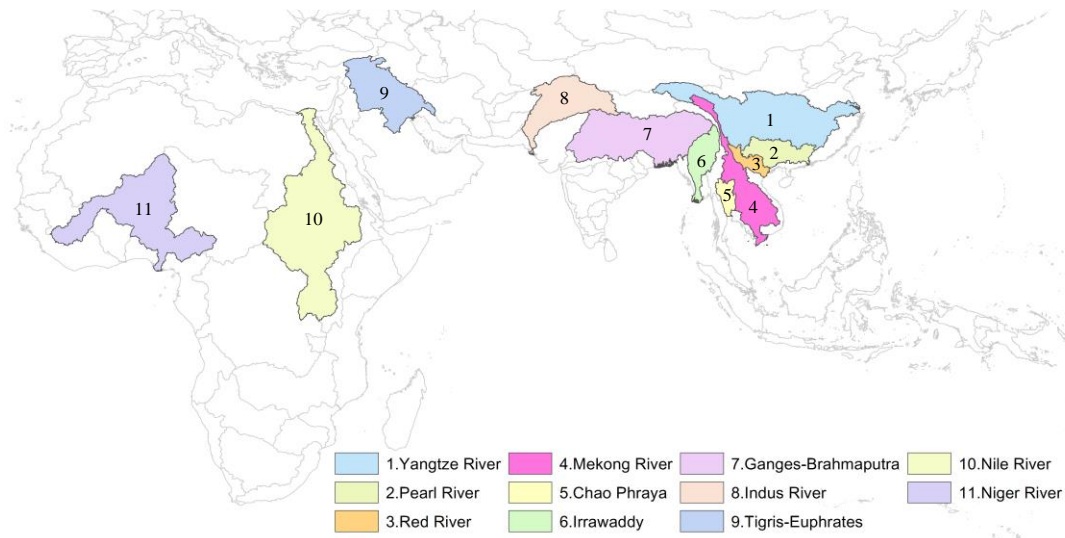 9
8
1
7
2
3
6
11
5
4
10
1.Yangtze River
4.Mekong River
7.Ganges-Brahmaputra
10.Nile River
2.Pearl River
5.Chao Phraya
8.Indus River
11.Niger River
3.Red River
6.Irrawaddy
9.Tigris-Euphrates